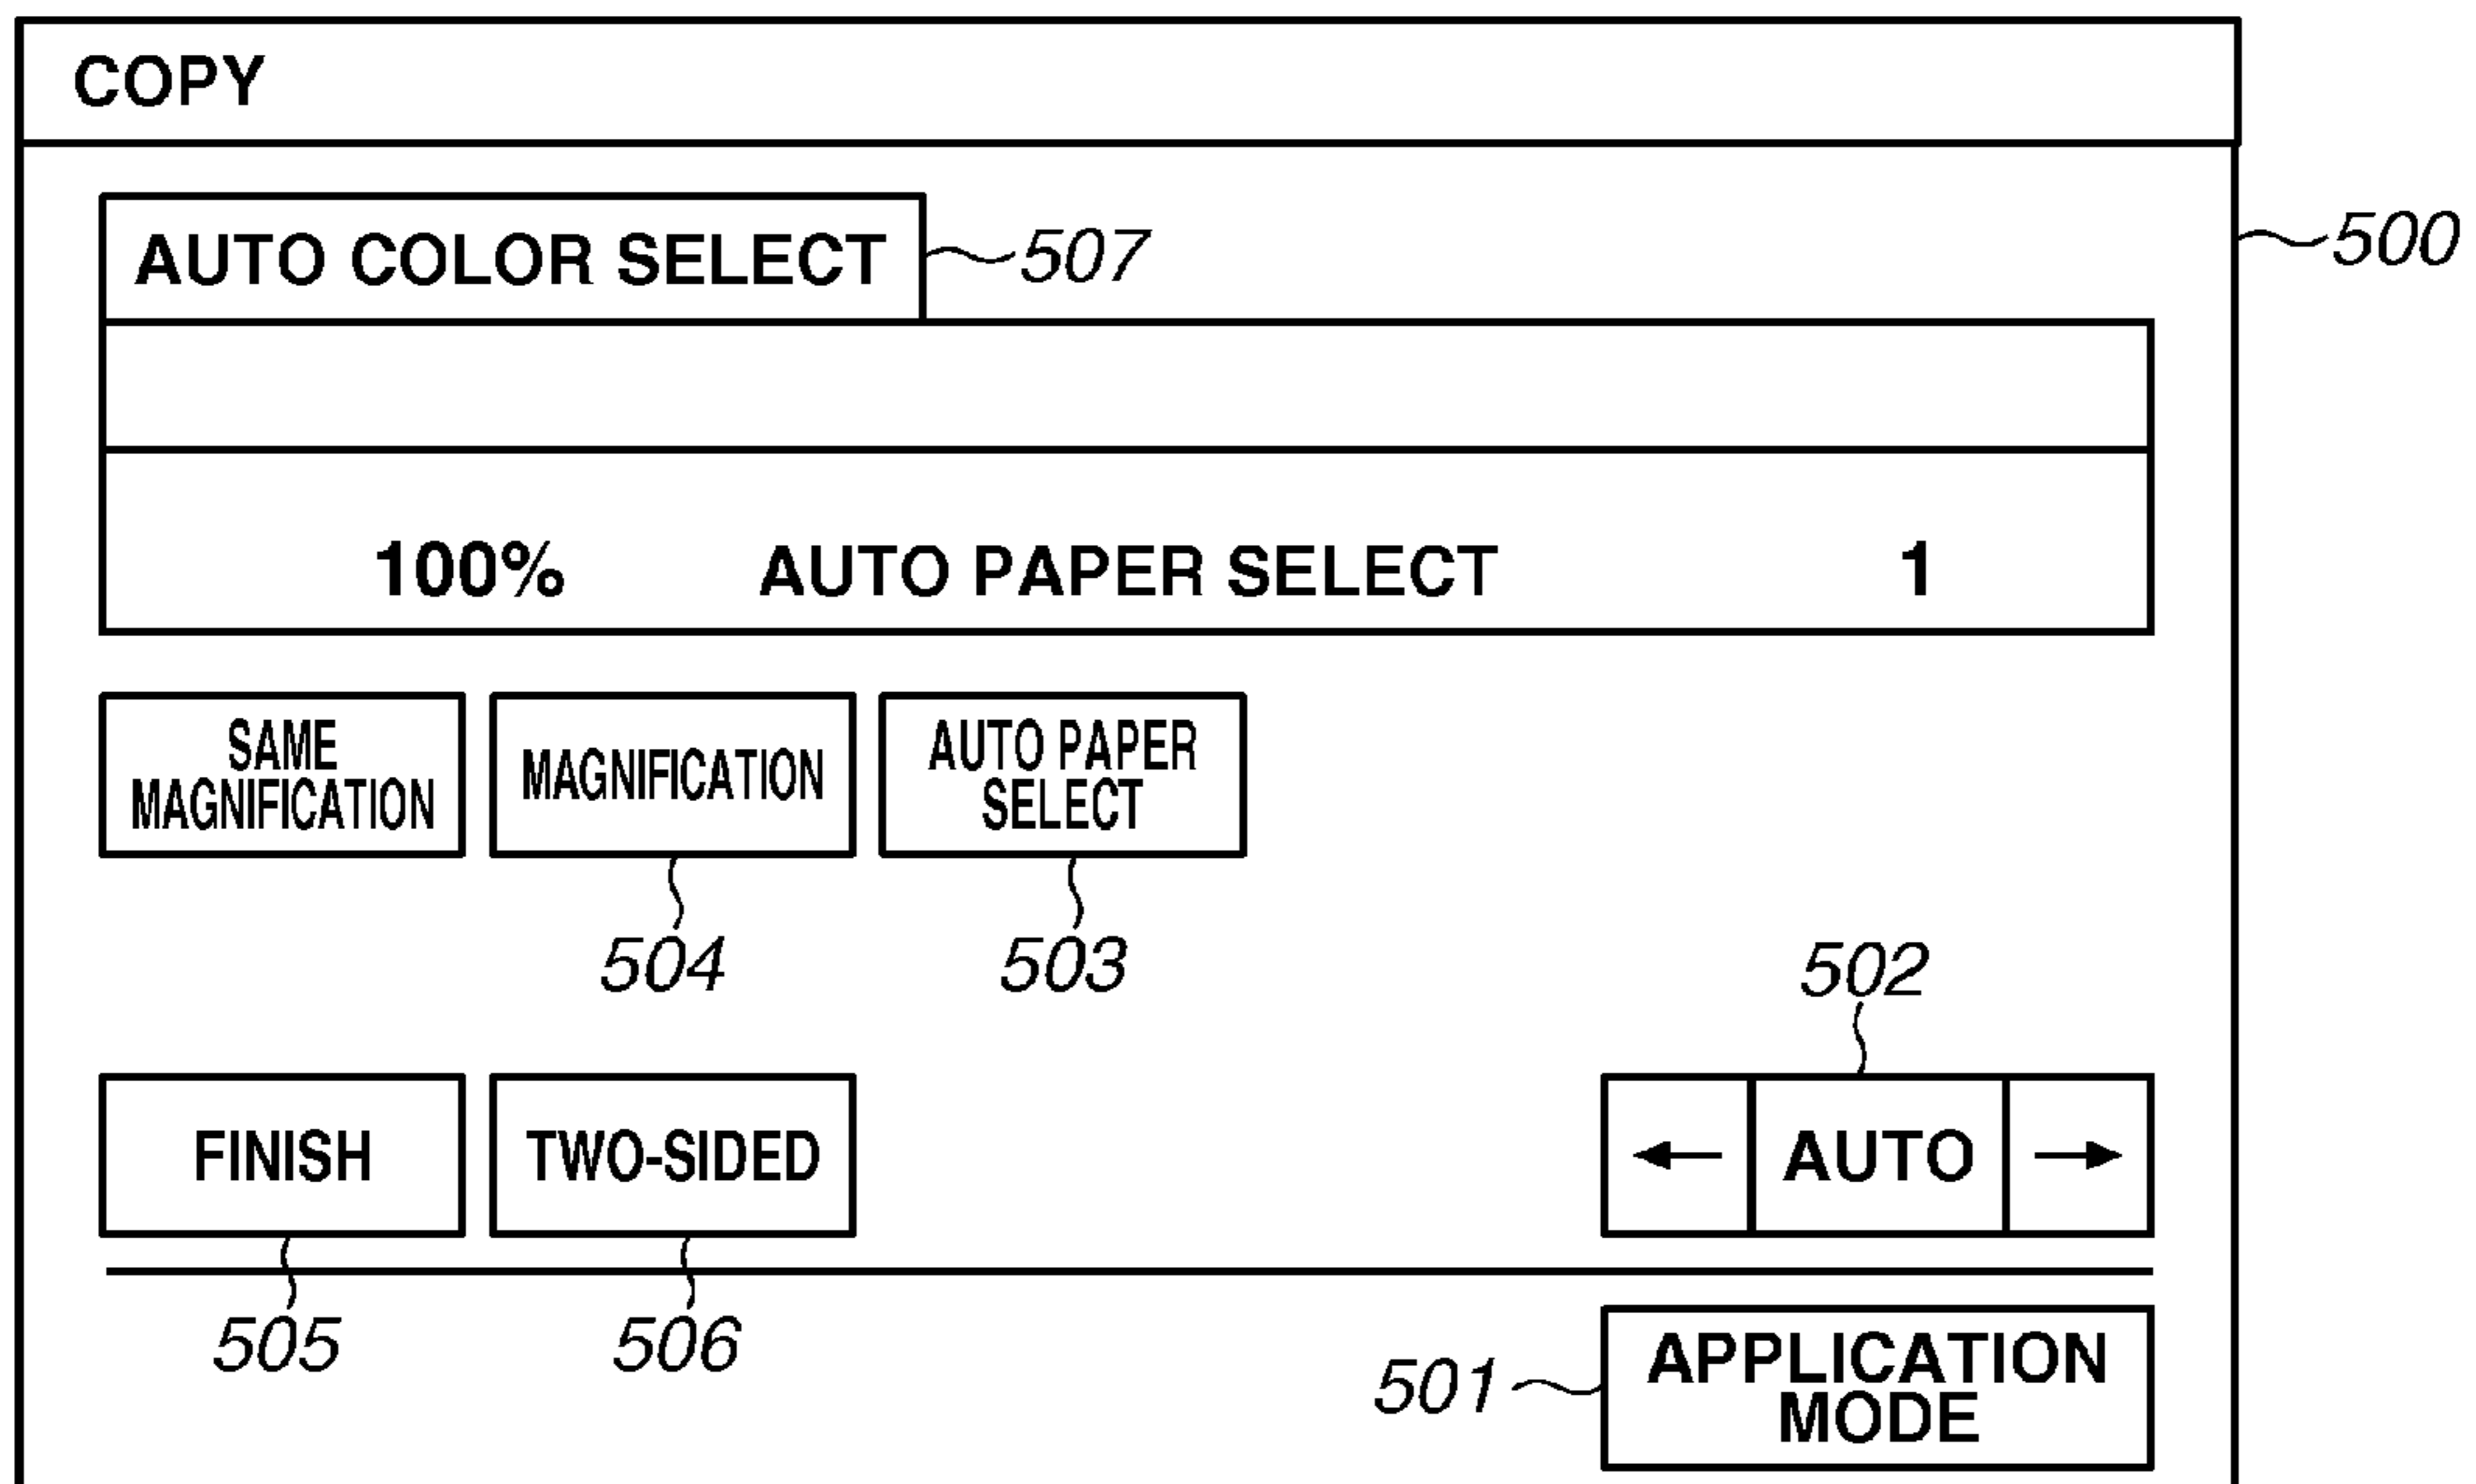 COPY
AUTO COLOR SELECT
507
500
100% AUTO PAPER SELECT 1
SAME
MAGNIFICATION
MAGNIFICATION
AUTO PAPER
SELECT
504
503
502
FINISH
TWO-SIDED
← AUTO →
505
506
501
APPLICATION
MODE